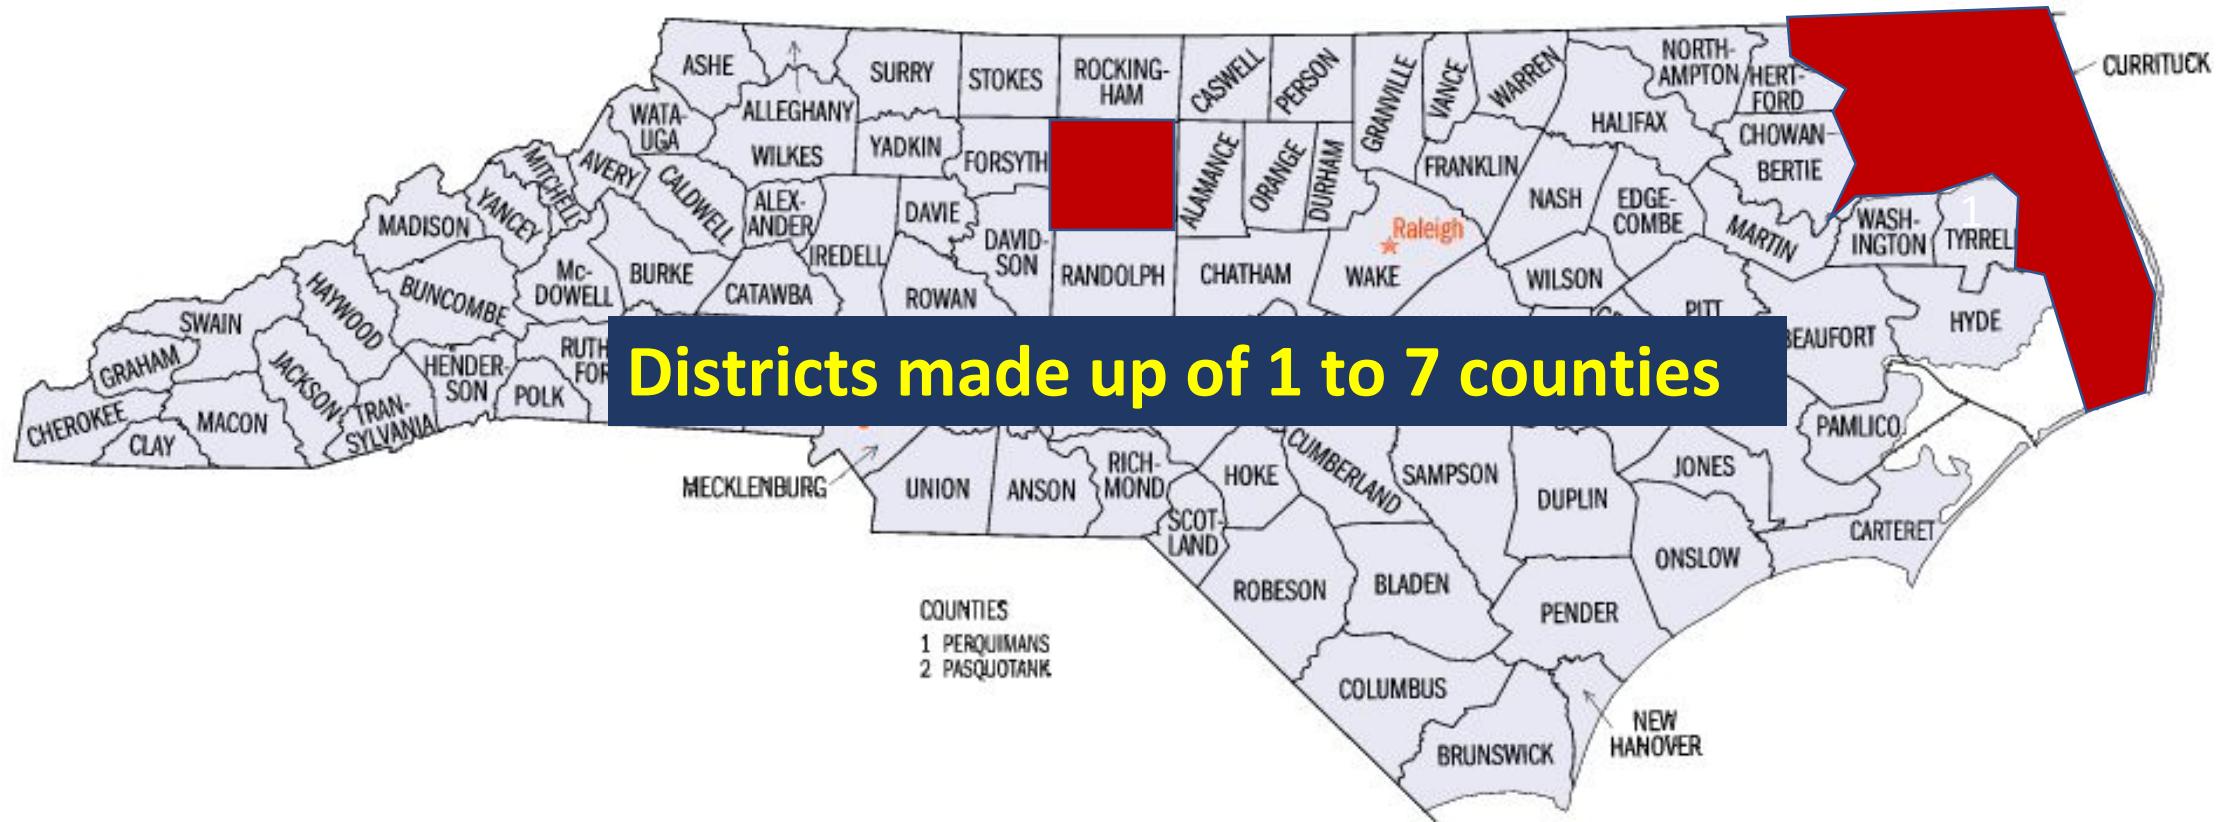 ASHE
ALLEGHANY
SURRY
STOKES
ROCKING-
HAM
CASWELL
PERSON
GRANVILLE
VANCE
WARREN
NORTH-
AMPTON
HERT-
FORD
CURRITUCK
WATA-
UGA
WILKES
YADKIN
FORSYTH
ALAMANCE
ORANGE
DURHAM
FRANKLIN
HALIFAX
CHOWAN
BERTIE
MITCHELL
AVERY
CALDWELL
ALEX-
ANDER
IREDELL
DAVIE
DAVID-
SON
RANDOLPH
CHATHAM
Raleigh
WAKE
NASH
EDGE-
COMBE
WILSON
MARTIN
WASH-
INGTON
1
TYRREL
MADISON
YANCEY
Mc-
DOWELL
BURKE
CATAWBA
ROWAN
PITT
BEAUFORT
HYDE
HAYWOOD
BUNCOMBE
SWAIN
GRAHAM
JACKSON
HENDER-
SON
RUTH
FOR
POLK
Districts made up of 1 to 7 counties
CHEROKEE
CLAY
MACON
TRAN-
SYLVANIA
PAMLICO
MECKLENBURG
UNION
ANSON
RICH-
MOND
SCOT-
LAND
HOKE
CUMBERLAND
SAMPSON
DUPLIN
JONES
CARTERET
ONSLOW
ROBESON
BLADEN
PENDER
COLUMBUS
BRUNSWICK
NEW
HANOVER
COUNTIES
1 PERQUIMANS
2 PASQUOTANK